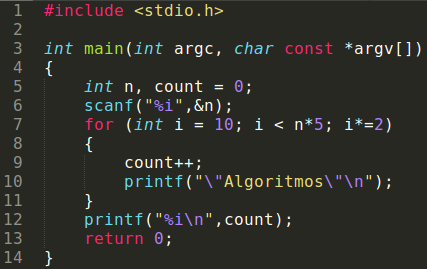 1 #include <stdio.h>
2
3 int main(int argc, char const *argv[])
4 {
5     int n, count = 0;
6     scanf("%i",&n);
7     for (int i = 10; i < n*5; i*=2)
8     {
9         count++;
10         printf("\"Algoritmos\"\n");
11     }
12     printf("%i\n",count);
13     return 0;
14 }